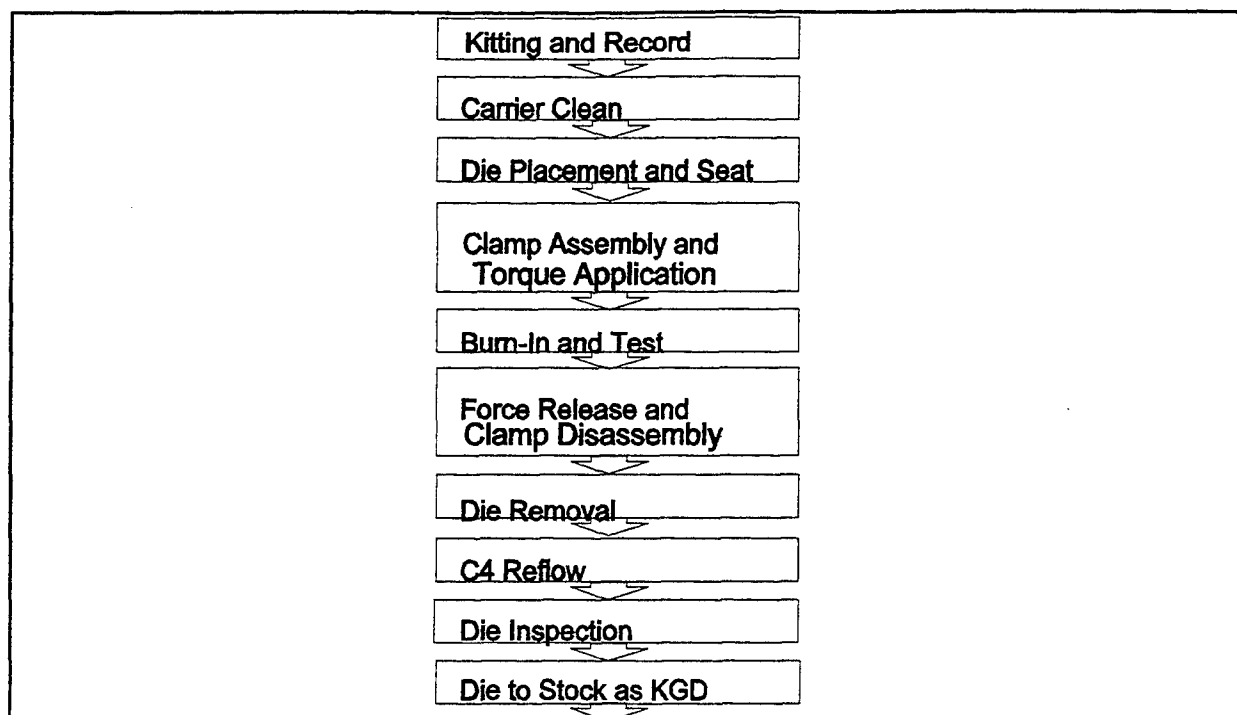 Kitting and Record
Carrier Clean
Die Placement and Seat
Clamp Assembly and
Torque Application
Burn-In and Test
Force Release and
Clamp Disassembly
Die Removal
C4 Reflow
Die Inspection
Die to Stock as KGD